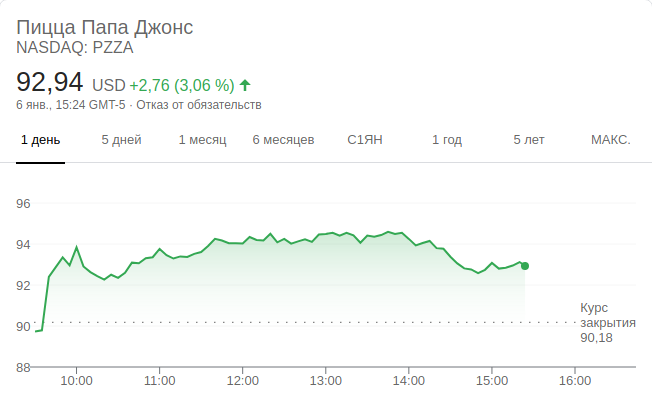 Пицца Папа Джонс
NASDAQ: PZZA
92,94 USD +2,76 (3,06 %)
6 янв., 15:24 GMT-5 · Отказ от обязательств
1 день 5 дней 1 месяц 6 месяцев С1ЯН 1 год 5 лет МАКС.
96
94
92
90
88
Курс
закрытия
90,18
10:00 11:00 12:00 13:00 14:00 15:00 16:00